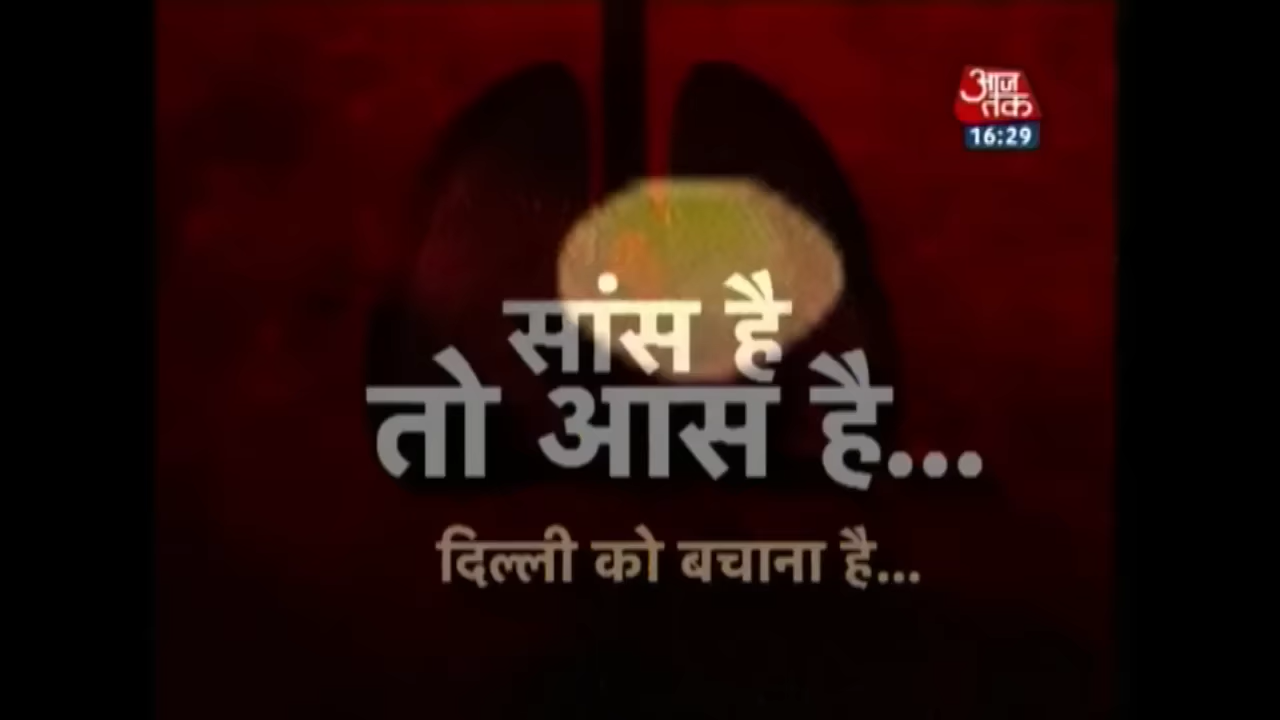 आज
तक
16:29
सांस है
तो आस है...
दिल्ली को बचाना है...